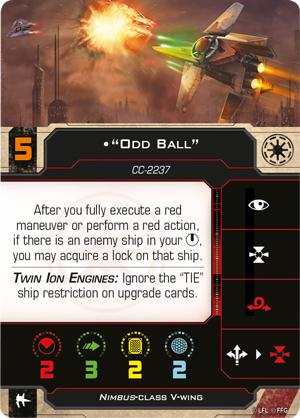 5
•“Odd Ball”
CC-2237
After you fully execute a red
maneuver or perform a red action,
if there is an enemy ship in your ,
you may acquire a lock on that ship.
Twin Ion Engines: Ignore the “TIE”
ship restriction on upgrade cards.
2 3 2 2
Nimbus-class V-wing
© LFL © FFG